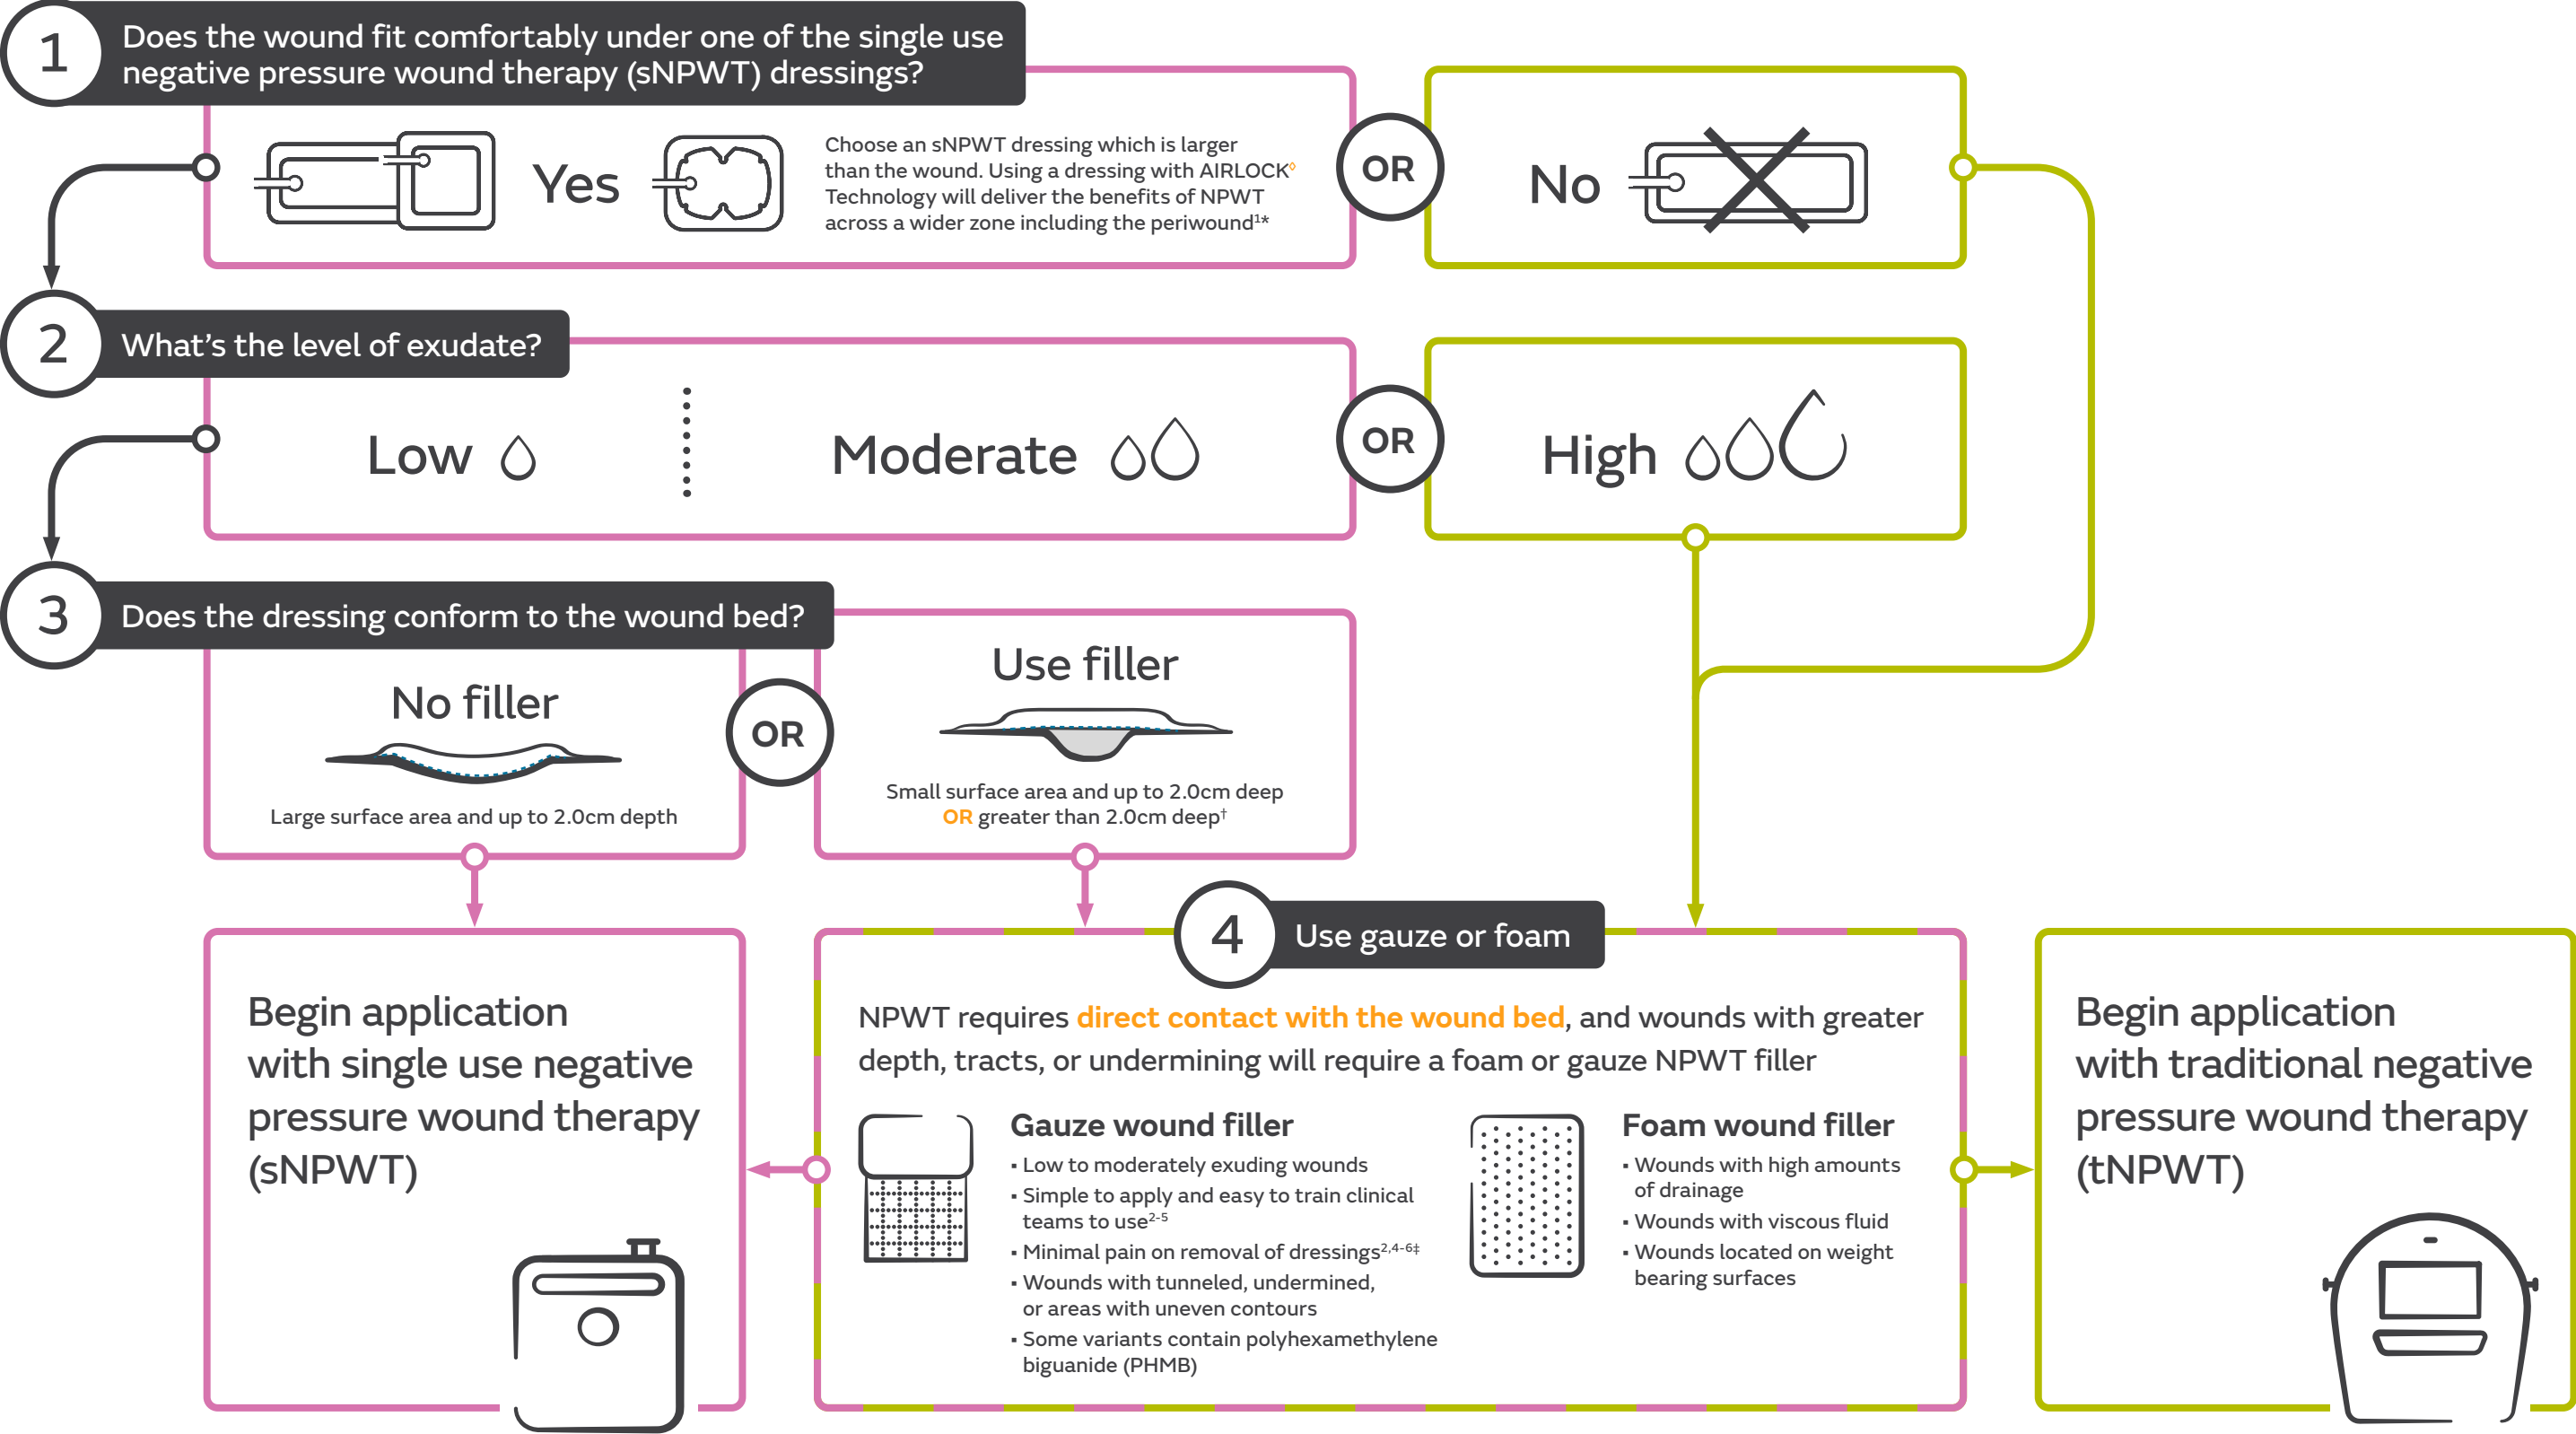 1
Does the wound fit comfortably under one of the single use
negative pressure wound therapy (sNPWT) dressings?
Yes
Choose an sNPWT dressing which is larger
than the wound. Using a dressing with AIRLOCK◊
Technology will deliver the benefits of NPWT
across a wider zone including the periwound1*
OR
No
2
What’s the level of exudate?
Low
Moderate
OR
High
3
Does the dressing conform to the wound bed?
No filler
Large surface area and up to 2.0cm depth
OR
Use filler
Small surface area and up to 2.0cm deep
OR greater than 2.0cm deep†
Begin application
with single use negative
pressure wound therapy
(sNPWT)
4
Use gauze or foam
NPWT requires direct contact with the wound bed, and wounds with greater
depth, tracts, or undermining will require a foam or gauze NPWT filler
Gauze wound filler
▪ Low to moderately exuding wounds
▪ Simple to apply and easy to train clinical
teams to use2-5
▪ Minimal pain on removal of dressings2,4-6‡
▪ Wounds with tunneled, undermined,
or areas with uneven contours
▪ Some variants contain polyhexamethylene
biguanide (PHMB)
Foam wound filler
▪ Wounds with high amounts
of drainage
▪ Wounds with viscous fluid
▪ Wounds located on weight
bearing surfaces
Begin application
with traditional negative
pressure wound therapy
(tNPWT)